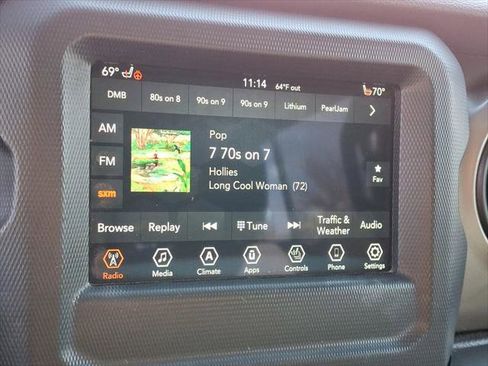 69° 11:14 64°F out 70°
DMB 80s on 8 90s on 9 90s on 9 Lithium PearlJam
AM
Pop
FM
7 70s on 7
Hollies
Long Cool Woman (72)
Fav
sxm
Browse Replay Tune Traffic & Weather Audio
Radio Media Climate Apps Controls Phone Settings